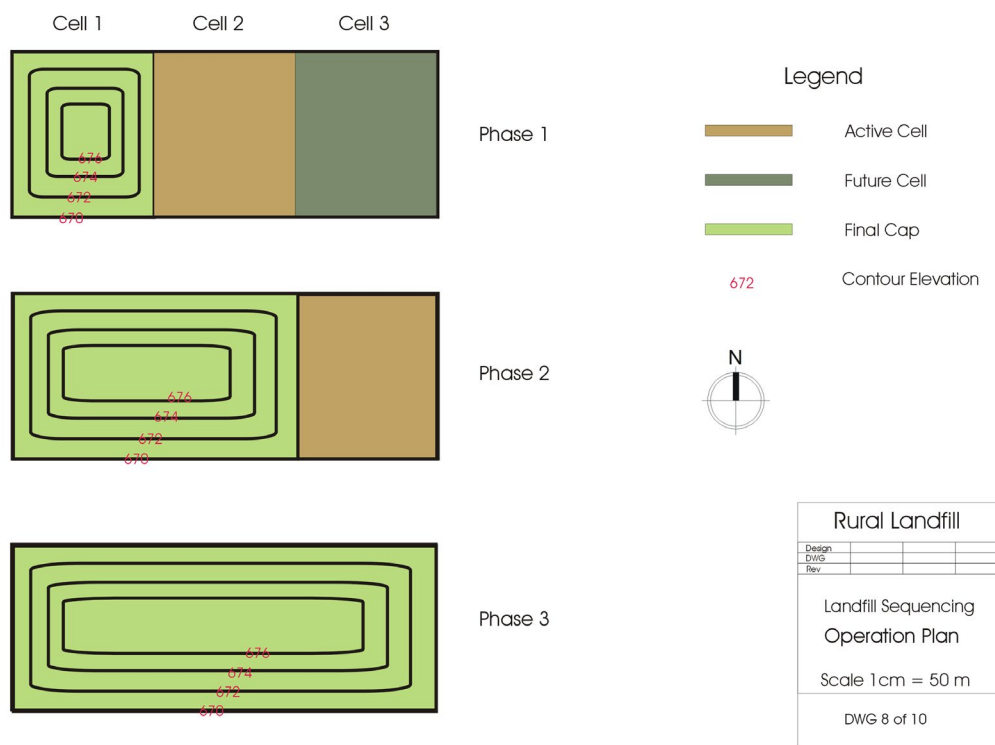 Cell 1 Cell 2 Cell 3
676
674
672
670
Phase 1
676
674
672
670
Phase 2
676
674
672
670
Phase 3
Legend
Active Cell
Future Cell
Final Cap
672 Contour Elevation
N
Rural Landfill
Design
DWG
Rev
Landfill Sequencing
Operation Plan
Scale 1cm = 50 m
DWG 8 of 10